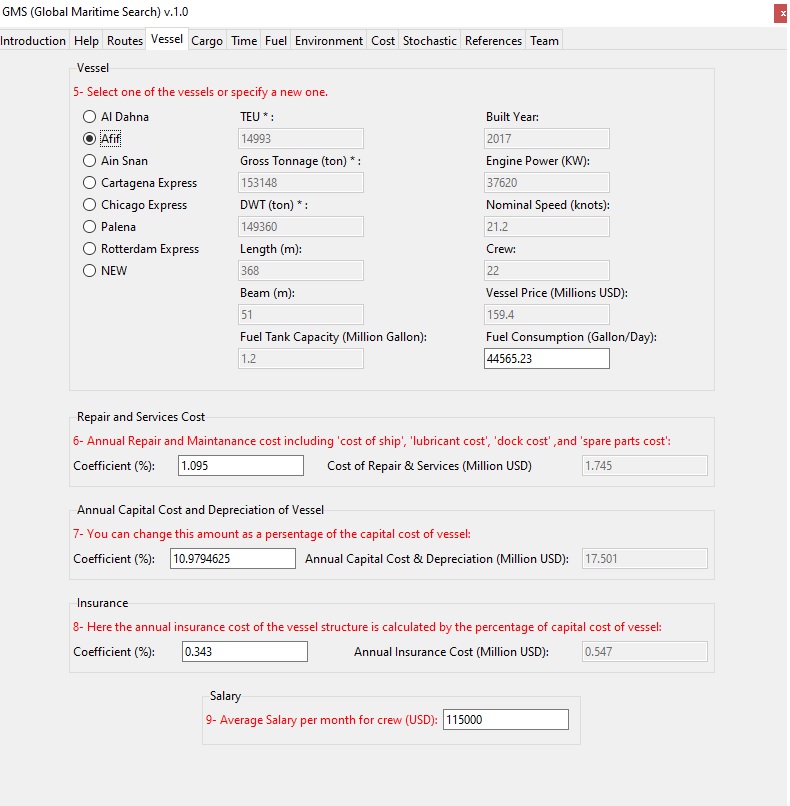 GMS (Global Maritime Search) v.1.0
x
Introduction Help Routes Vessel Cargo Time Fuel Environment Cost Stochastic References Team
Vessel
5- Select one of the vessels or specify a new one.
Al Dahna TEU * : Built Year:
Afif 14993 2017
Ain Snan Gross Tonnage (ton) * : Engine Power (KW):
Cartagena Express 153148 37620
Chicago Express DWT (ton) * : Nominal Speed (knots):
Palena 149360 21.2
Rotterdam Express Length (m): Crew:
NEW 368 22
Beam (m): Vessel Price (Millions USD):
51 159.4
Fuel Tank Capacity (Million Gallon): Fuel Consumption (Gallon/Day):
1.2 44565.23
Repair and Services Cost
6- Annual Repair and Maintanance cost including 'cost of ship', 'lubricant cost', 'dock cost' ,and 'spare parts cost':
Coefficient (%): 1.095 Cost of Repair & Services (Million USD) 1.745
Annual Capital Cost and Depreciation of Vessel
7- You can change this amount as a persentage of the capital cost of vessel:
Coefficient (%): 10.9794625 Annual Capital Cost & Depreciation (Million USD): 17.501
Insurance
8- Here the annual insurance cost of the vessel structure is calculated by the percentage of capital cost of vessel:
Coefficient (%): 0.343 Annual Insurance Cost (Million USD): 0.547
Salary
9- Average Salary per month for crew (USD): 115000